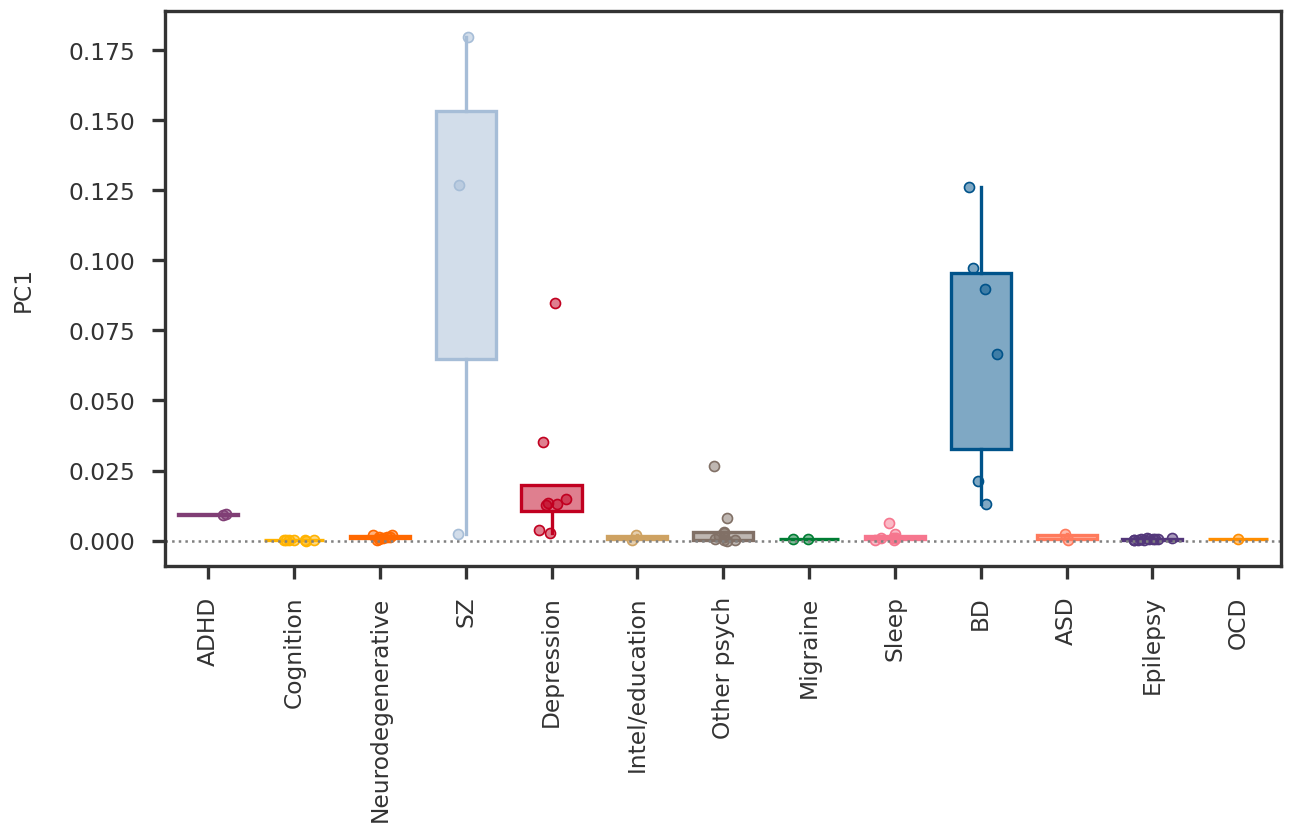 0.175
0.150
0.125
0.100
0.075
0.050
0.025
0.000
PC1
ADHD
Cognition
Neurodegenerative
SZ
Depression
Intel/education
Other psych
Migraine
Sleep
BD
ASD
Epilepsy
OCD